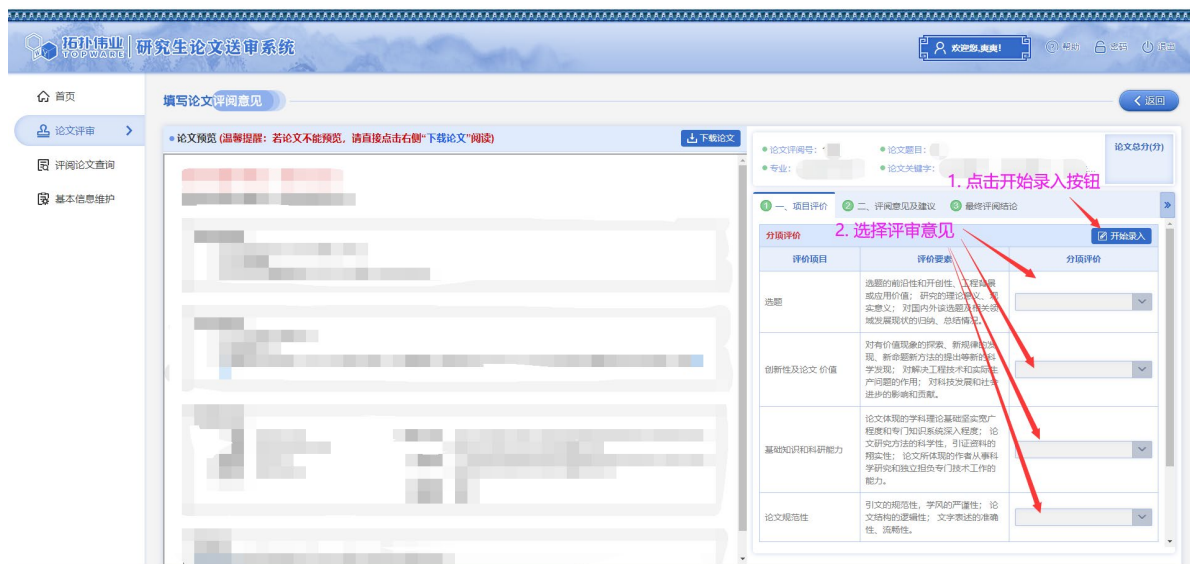 拓扑伟业
TOPWARE
研究生论文送审系统
欢迎您,爽爽!
帮助
密码
退出
首页
论文评审
评阅论文查询
基本信息维护
填写论文评阅意见
返回
论文预览 (温馨提醒：若论文不能预览，请直接点击右侧“下载论文”阅读)
下载论文
论文评阅号：
论文题目：
论文总分(分)
专业：
论文关键字：
1. 点击开始录入按钮
1 一、项目评价
2 二、评阅意见及建议
3 最终评阅结论
分项评价
2. 选择评审意见
开始录入
评价项目
评价要素
分项评价
选题
选题的前沿性和开创性、工程背景
或应用价值； 研究的理论意义、现
实意义； 对国内外该选题及相关领
域发展现状的归纳、总结情况。
创新性及论文 价值
对有价值现象的探索、新规律的发
现、新命题新方法的提出等新的科
学发现； 对解决工程技术和实际生
产问题的作用； 对科技发展和社会
进步的影响和贡献。
基础知识和科研能力
论文体现的学科理论基础坚实宽广
程度和专门知识系统深入程度； 论
文研究方法的科学性，引证资料的
翔实性； 论文所体现的作者从事科
学研究和独立担负专门技术工作的
能力。
论文规范性
引文的规范性，学风的严谨性； 论
文结构的逻辑性； 文字表述的准确
性、流畅性。